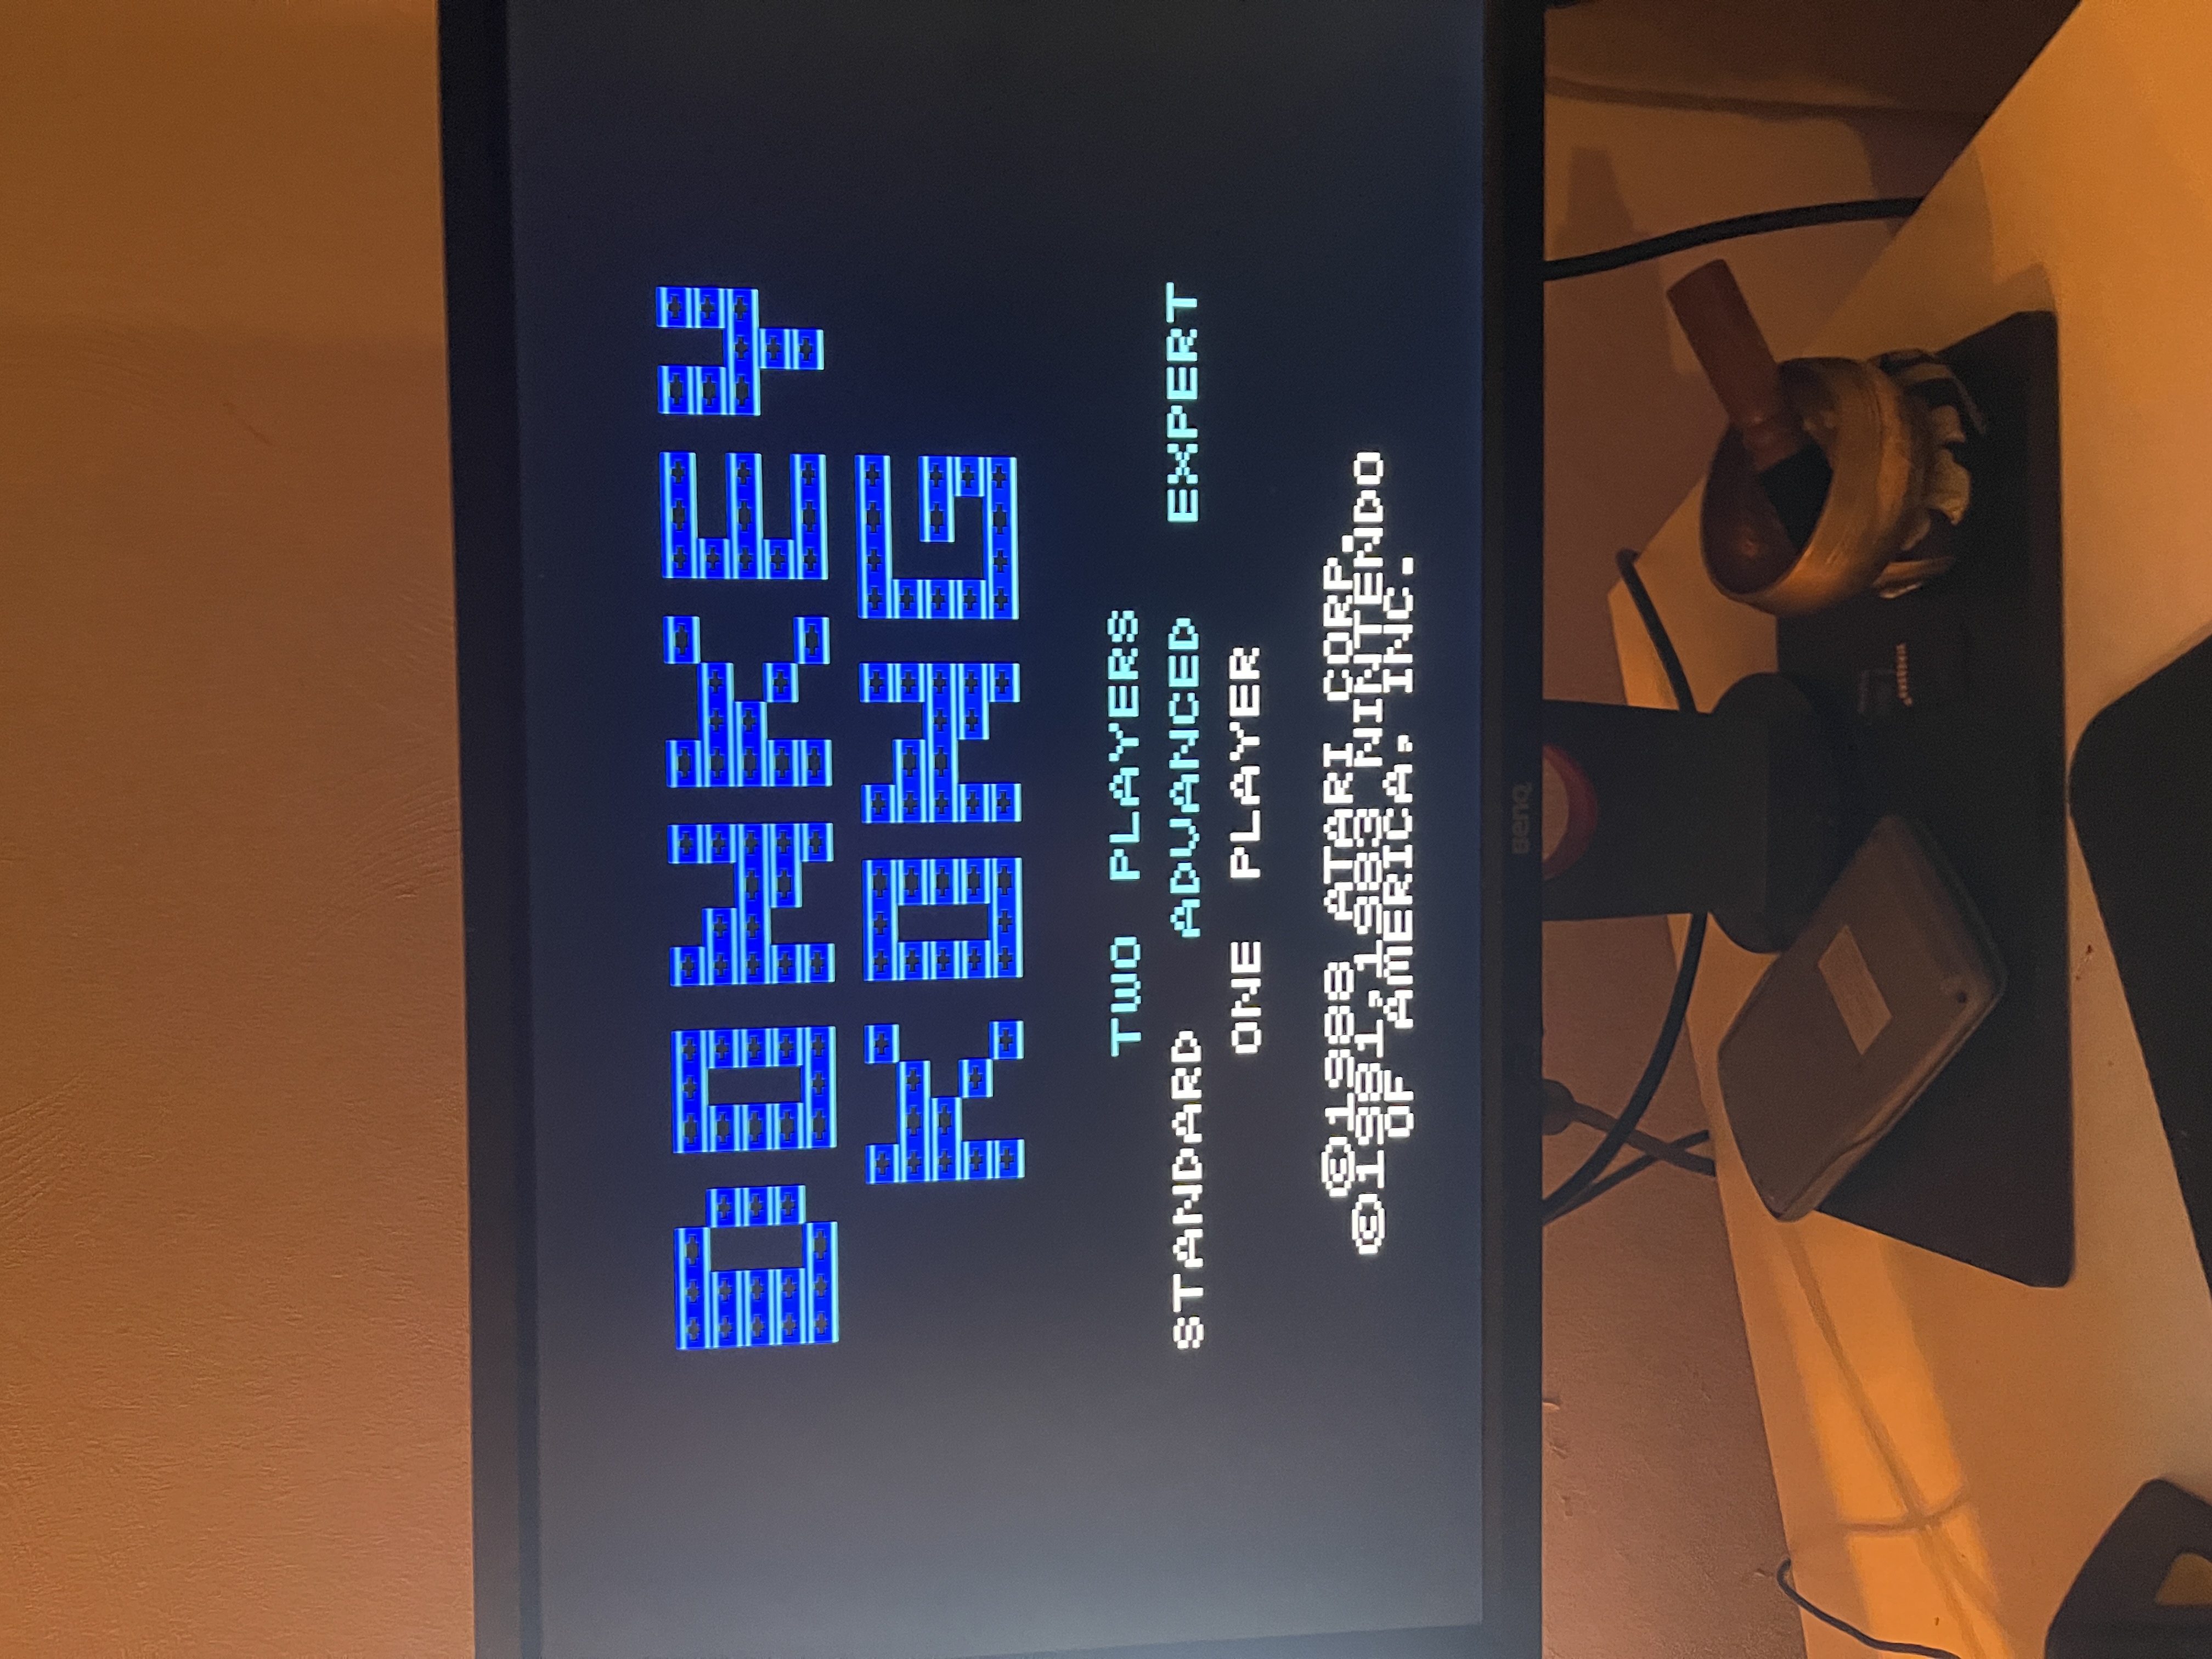 DONKEY
KONG
TWO PLAYERS
STANDARD ADVANCED EXPERT
ONE PLAYER
©1988 ATARI CORP.
©1981,1983 NINTENDO
OF AMERICA, INC.
BenQ